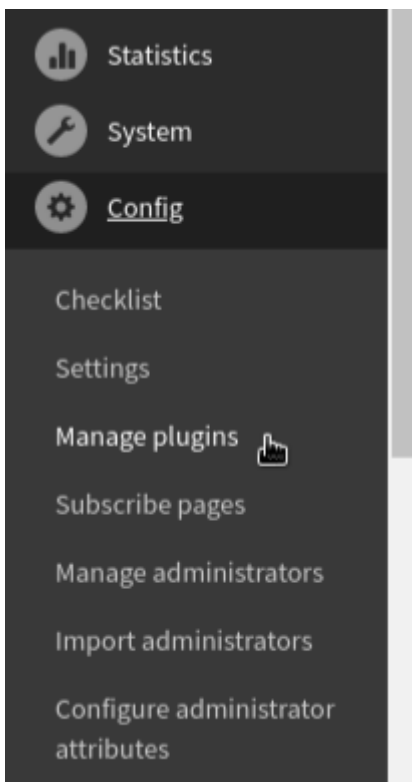 Statistics
System
Config
Checklist
Settings
Manage plugins
Subscribe pages
Manage administrators
Import administrators
Configure administrator
attributes